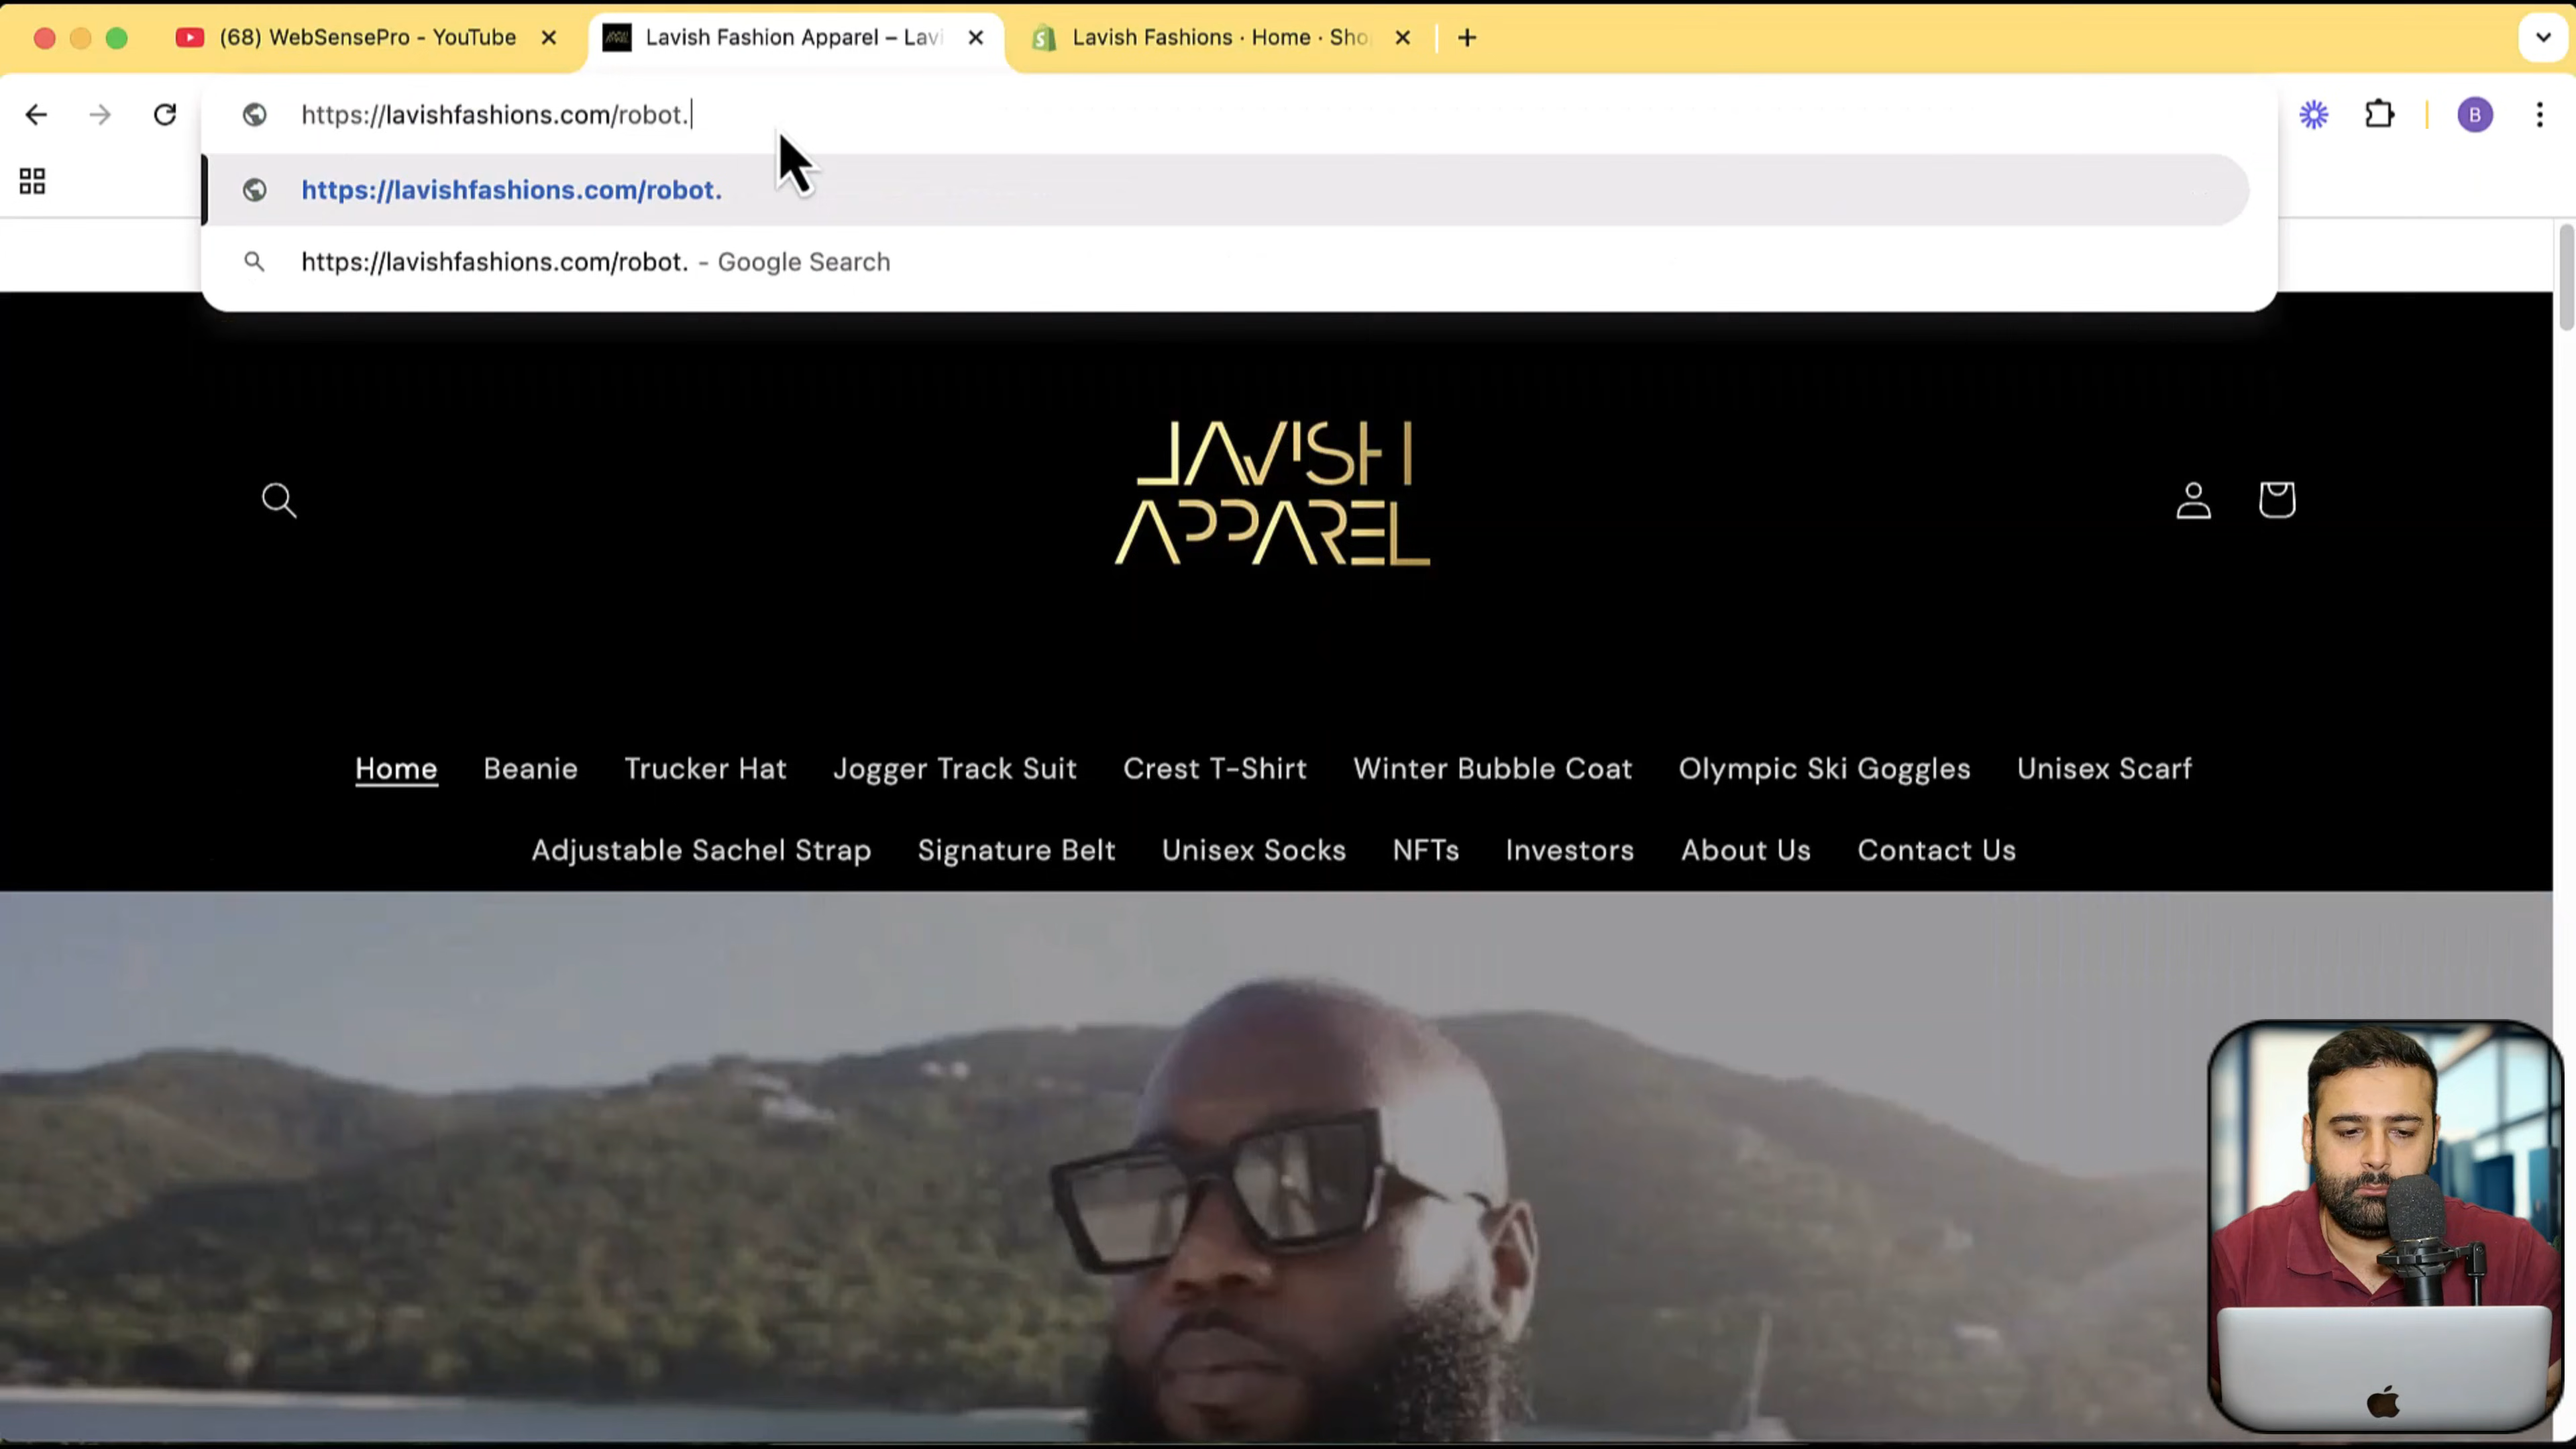 (68) WebSensePro - YouTube
Lavish Fashion Apparel – Lavi
Lavish Fashions · Home · Sho
https://lavishfashions.com/robot.
B
https://lavishfashions.com/robot.
https://lavishfashions.com/robot. - Google Search
LAVISH
APPAREL
Home Beanie Trucker Hat Jogger Track Suit Crest T-Shirt Winter Bubble Coat Olympic Ski Goggles Unisex Scarf
Adjustable Sachel Strap Signature Belt Unisex Socks NFTs Investors About Us Contact Us